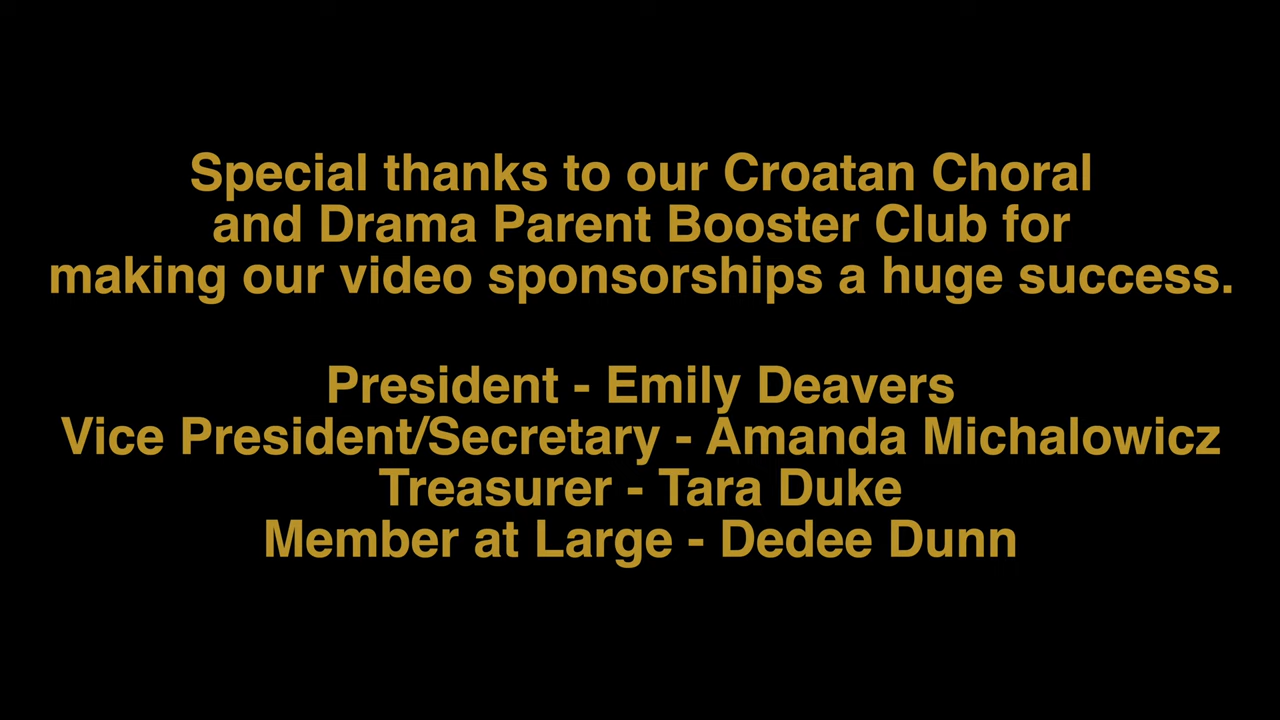 Special thanks to our Croatan Choral
and Drama Parent Booster Club for
making our video sponsorships a huge success.
President - Emily Deavers
Vice President/Secretary - Amanda Michalowicz
Treasurer - Tara Duke
Member at Large - Dedee Dunn